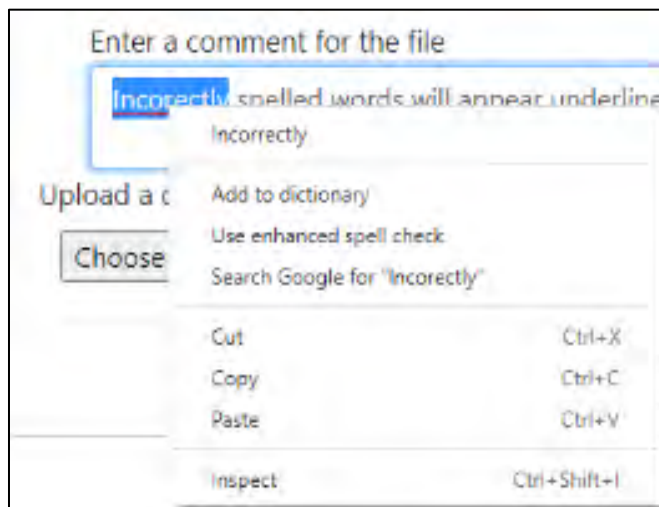 Enter a comment for the file
Incorectly spelled words will appear underline
Incorrectly
Upload a c
Add to dictionary
Use enhanced spell check
Choose
Search Google for "Incorectly"
Cut Ctrl+X
Copy Ctrl+C
Paste Ctrl+V
Inspect Ctrl+Shift+I